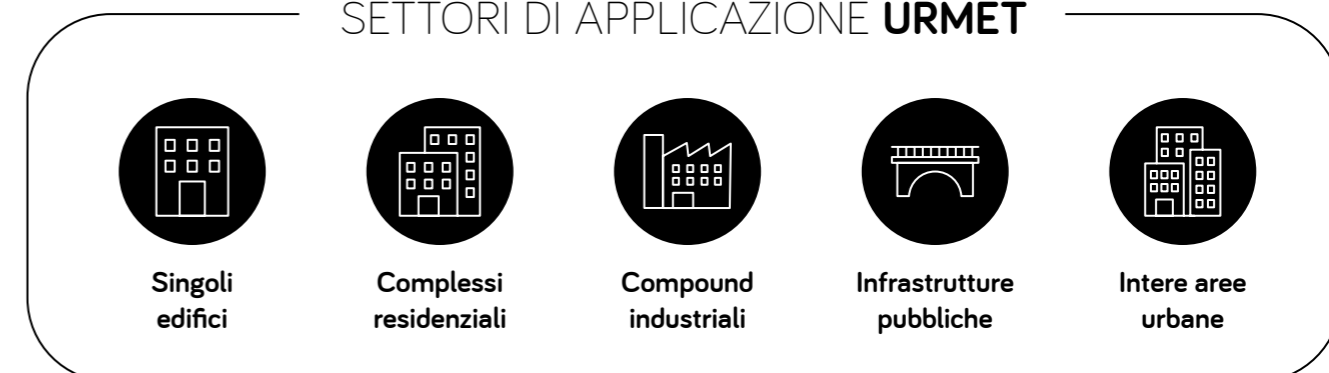 SETTORI DI APPLICAZIONE URMET
Singoli
edifici
Complessi
residenziali
Compound
industriali
Infrastrutture
pubbliche
Intere aree
urbane